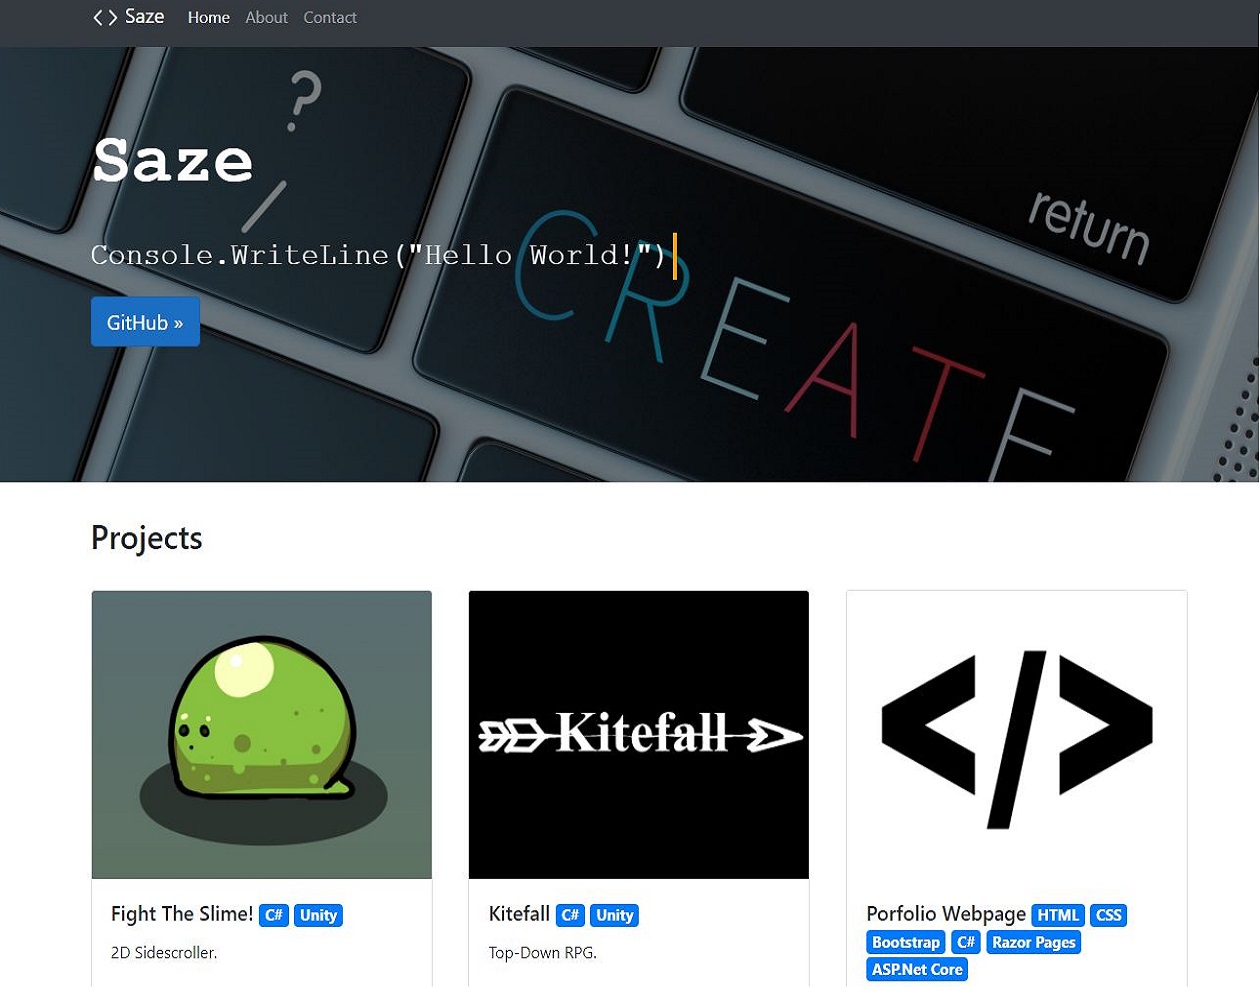 < > Saze Home About Contact
?
/
return
Saze
Console.WriteLine("Hello World!")
CREATE
GitHub »
Projects
Kitefall
</>
Fight The Slime! C# Unity
2D Sidescroller.
Kitefall C# Unity
Top-Down RPG.
Porfolio Webpage HTML CSS
Bootstrap C# Razor Pages
ASP.Net Core